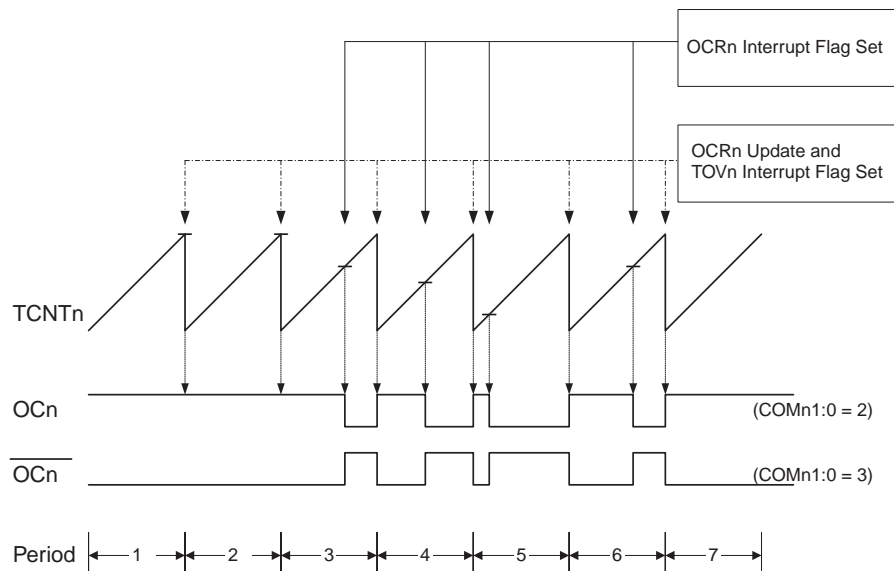 OCRn Interrupt Flag Set
OCRn Update and
TOVn Interrupt Flag Set
TCNTn
OCn
(COMn1:0 = 2)
OCn
(COMn1:0 = 3)
Period 1 2 3 4 5 6 7